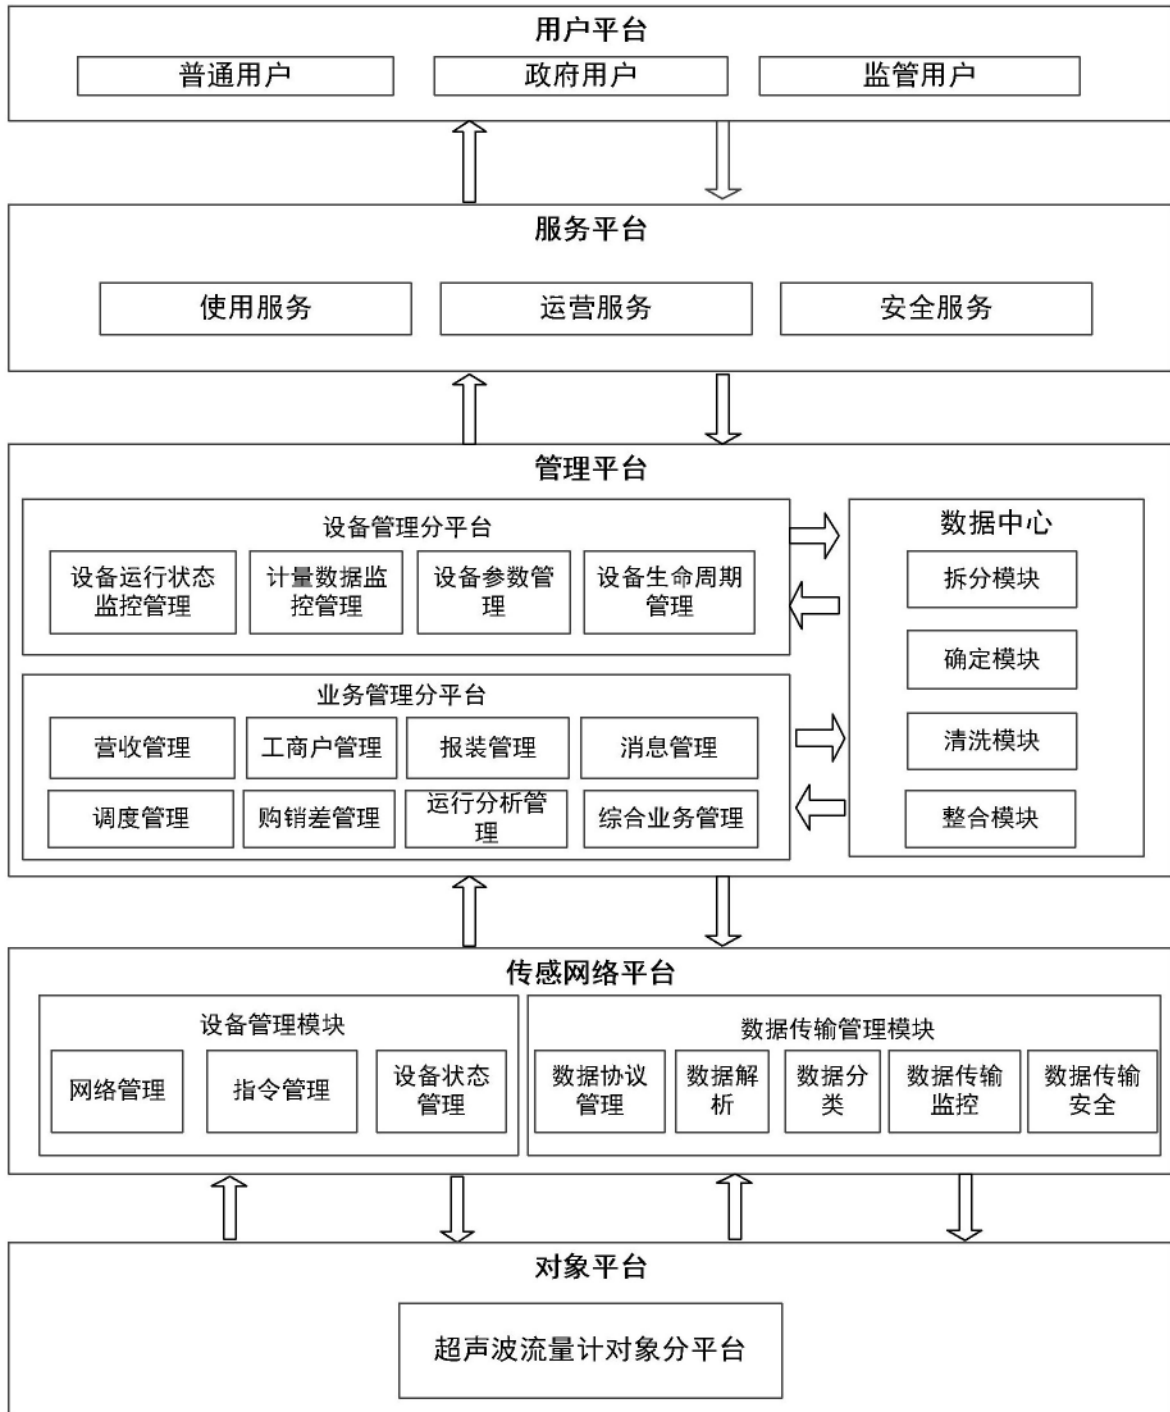 用户平台
普通用户
政府用户
监管用户
服务平台
使用服务
运营服务
安全服务
管理平台
设备管理分平台
设备运行状态
监控管理
计量数据监
控管理
设备参数管
理
设备生命周期
管理
业务管理分平台
营收管理
工商户管理
报装管理
消息管理
调度管理
购销差管理
运行分析管
理
综合业务管理
数据中心
拆分模块
确定模块
清洗模块
整合模块
传感网络平台
设备管理模块
网络管理
指令管理
设备状态
管理
数据传输管理模块
数据协议
管理
数据解
析
数据分
类
数据传输
监控
数据传输
安全
对象平台
超声波流量计对象分平台